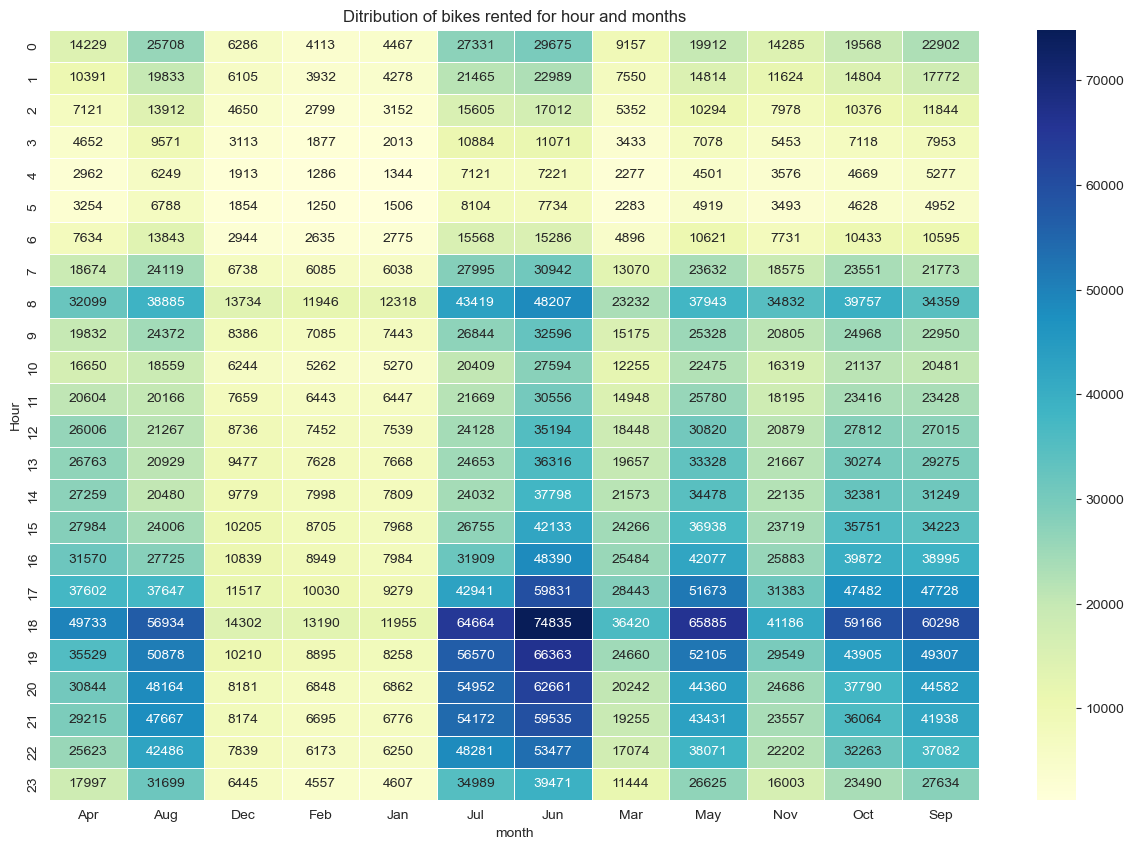 Ditribution of bikes rented for hour and months
0 14229 25708 6286 4113 4467 27331 29675 9157 19912 14285 19568 22902
1 10391 19833 6105 3932 4278 21465 22989 7550 14814 11624 14804 17772
2 7121 13912 4650 2799 3152 15605 17012 5352 10294 7978 10376 11844
3 4652 9571 3113 1877 2013 10884 11071 3433 7078 5453 7118 7953
4 2962 6249 1913 1286 1344 7121 7221 2277 4501 3576 4669 5277
5 3254 6788 1854 1250 1506 8104 7734 2283 4919 3493 4628 4952
6 7634 13843 2944 2635 2775 15568 15286 4896 10621 7731 10433 10595
7 18674 24119 6738 6085 6038 27995 30942 13070 23632 18575 23551 21773
8 32099 38885 13734 11946 12318 43419 48207 23232 37943 34832 39757 34359
9 19832 24372 8386 7085 7443 26844 32596 15175 25328 20805 24968 22950
10 16650 18559 6244 5262 5270 20409 27594 12255 22475 16319 21137 20481
11 20604 20166 7659 6443 6447 21669 30556 14948 25780 18195 23416 23428
12 26006 21267 8736 7452 7539 24128 35194 18448 30820 20879 27812 27015
13 26763 20929 9477 7628 7668 24653 36316 19657 33328 21667 30274 29275
14 27259 20480 9779 7998 7809 24032 37798 21573 34478 22135 32381 31249
15 27984 24006 10205 8705 7968 26755 42133 24266 36938 23719 35751 34223
16 31570 27725 10839 8949 7984 31909 48390 25484 42077 25883 39872 38995
17 37602 37647 11517 10030 9279 42941 59831 28443 51673 31383 47482 47728
18 49733 56934 14302 13190 11955 64664 74835 36420 65885 41186 59166 60298
19 35529 50878 10210 8895 8258 56570 66363 24660 52105 29549 43905 49307
20 30844 48164 8181 6848 6862 54952 62661 20242 44360 24686 37790 44582
21 29215 47667 8174 6695 6776 54172 59535 19255 43431 23557 36064 41938
22 25623 42486 7839 6173 6250 48281 53477 17074 38071 22202 32263 37082
23 17997 31699 6445 4557 4607 34989 39471 11444 26625 16003 23490 27634
Apr Aug Dec Feb Jan Jul Jun Mar May Nov Oct Sep
month
Hour
70000
60000
50000
40000
30000
20000
10000